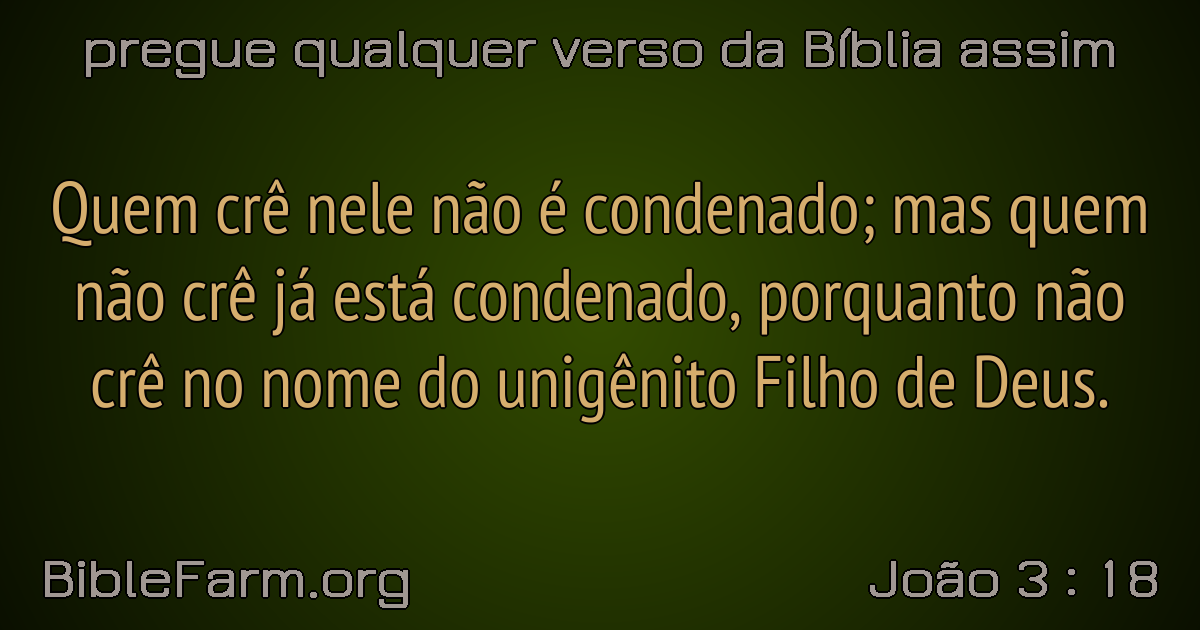 pregue qualquer verso da Bíblia assim
Quem crê nele não é condenado; mas quem
não crê já está condenado, porquanto não
crê no nome do unigênito Filho de Deus.
BibleFarm.org
João 3 : 18